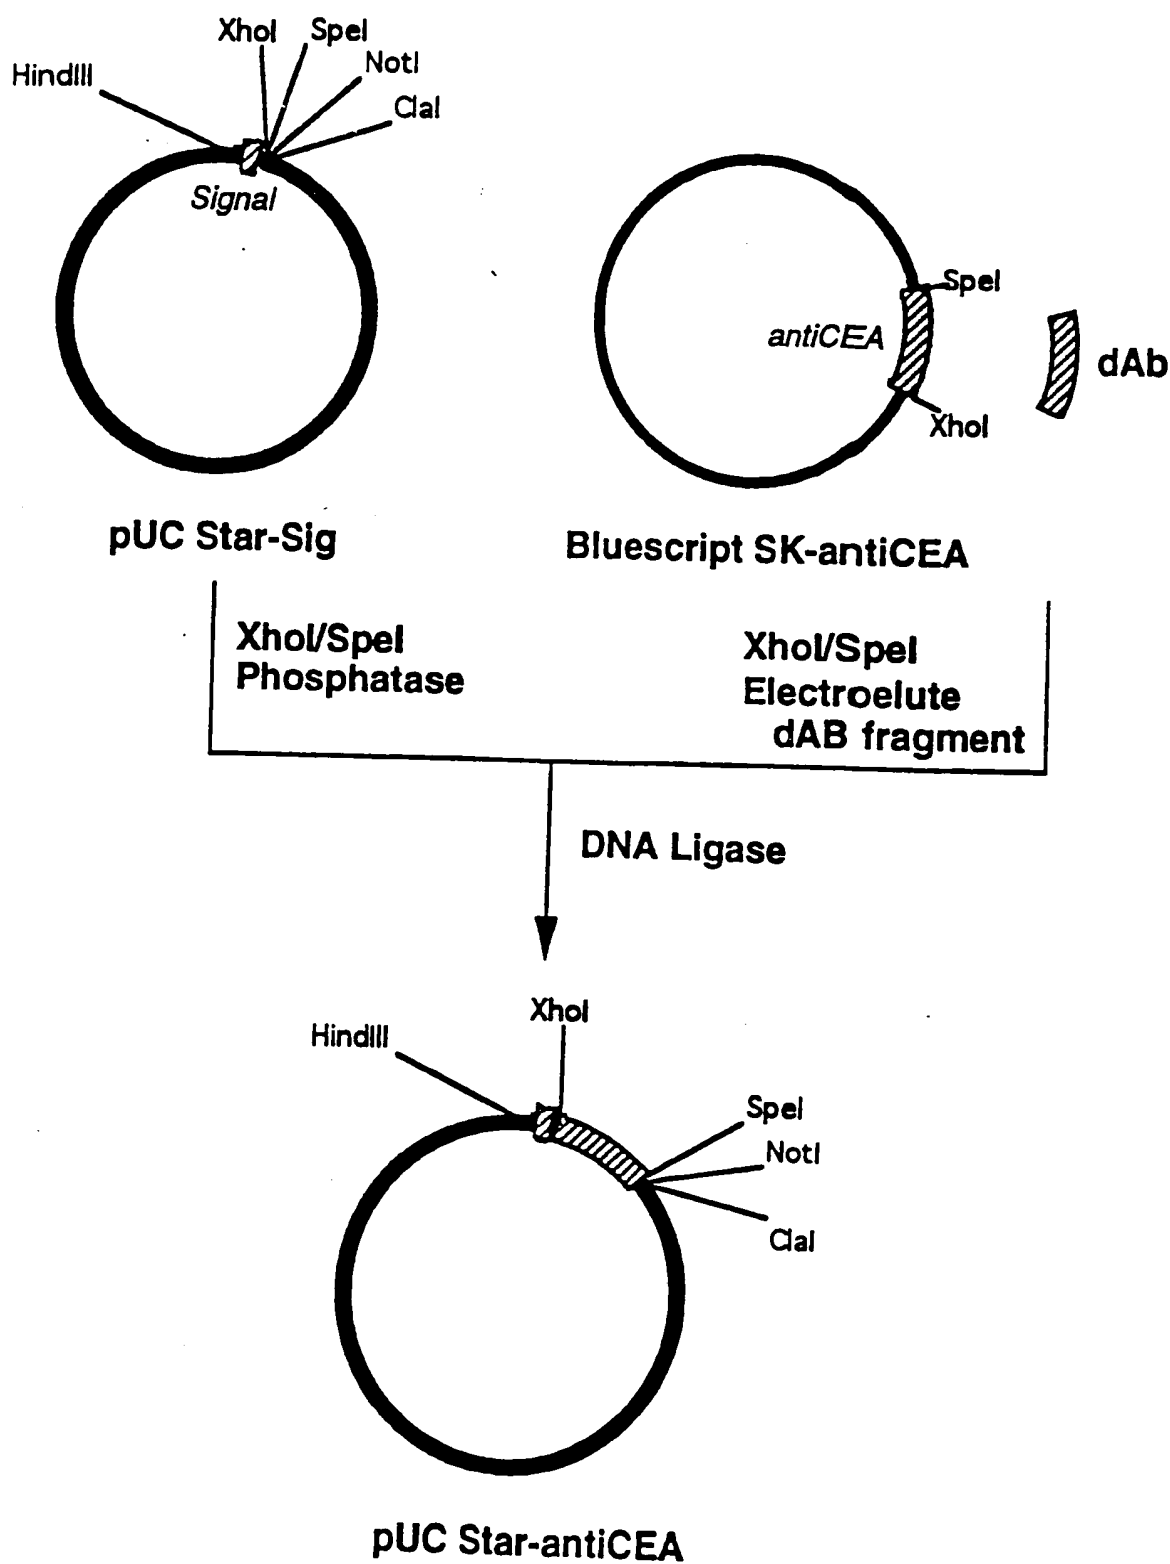 XhoI
SpeI
NotI
HindIII
ClaI
Signal
SpeI
antiCEA
dAb
XhoI
pUC Star-Sig
Bluescript SK-antiCEA
XhoI/SpeI
Phosphatase
XhoI/SpeI
Electroelute
dAB fragment
DNA Ligase
XhoI
HindIII
SpeI
NotI
ClaI
pUC Star-antiCEA